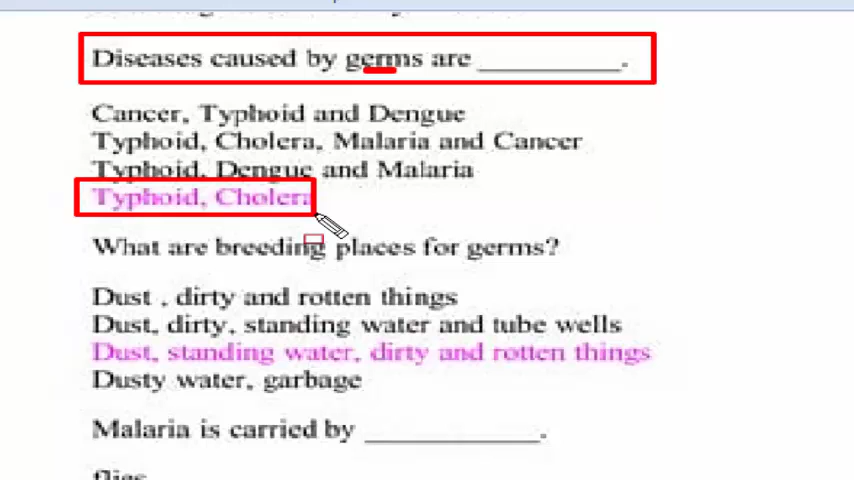 Diseases caused by germs are __________.
Cancer, Typhoid and Dengue
Typhoid, Cholera, Malaria and Cancer
Typhoid, Dengue and Malaria
Typhoid, Cholera
What are breeding places for germs?
Dust , dirty and rotten things
Dust, dirty, standing water and tube wells
Dust, standing water, dirty and rotten things
Dusty water, garbage
Malaria is carried by ____________.
flies